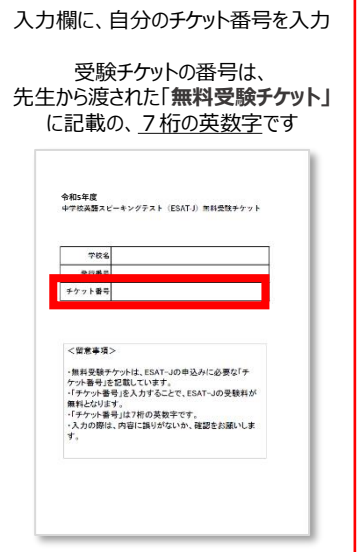 入力欄に、自分のチケット番号を入力
受験チケットの番号は、
先生から渡された「無料受験チケット」
に記載の、７桁の英数字です
令和5年度
中学校英語スピーキングテスト（ESAT-J）無料受験チケット
学校名
チケット番号
＜留意事項＞
・無料受験チケットは、ESAT-Jの申込みに必要な「チ
ケット番号」を記載しています。
・「チケット番号」を入力することで、ESAT-Jの受験料が
無料となります。
・「チケット番号」は7桁の英数字です。
・入力の際は、内容に誤りがないか、確認をお願いしま
す。